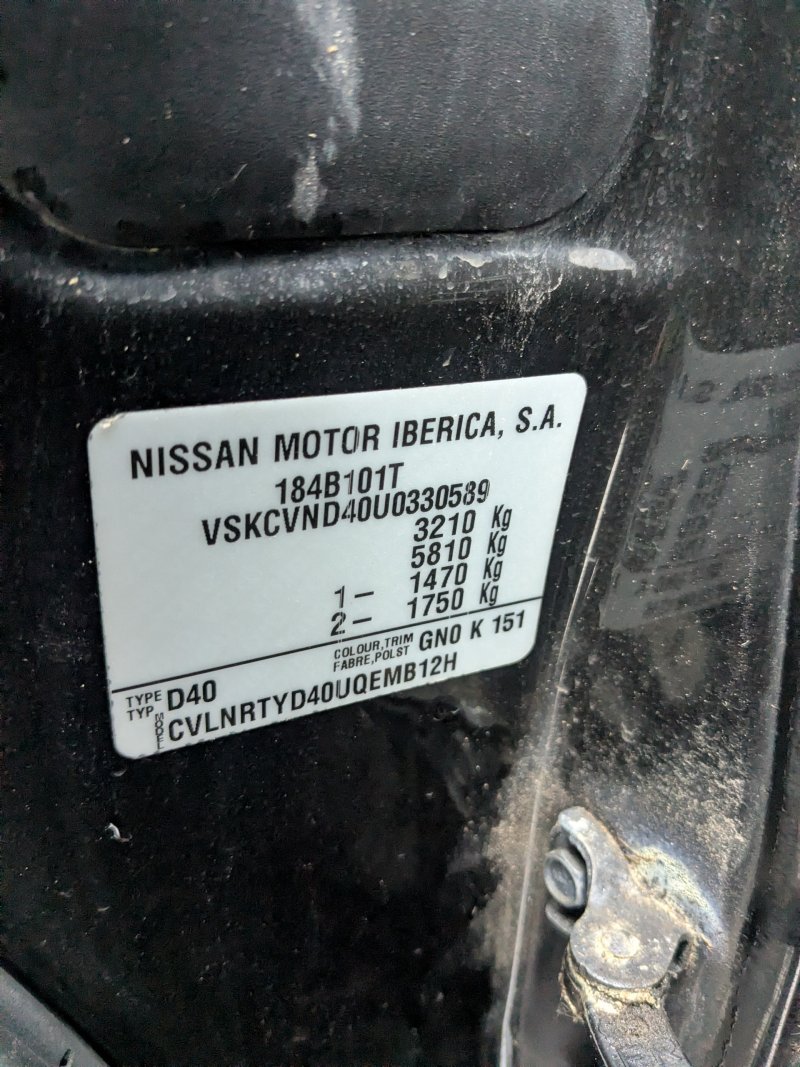 NISSAN MOTOR IBERICA, S.A.
184B101T
VSKCVND40U0330589
3210 Kg
5810 Kg
1– 1470 Kg
2– 1750 Kg
COLOUR,TRIM GN0 K 151
FABRE,POLST
TYPE D40
TYP
MODEL CVLNRTYD40UQEMB12H